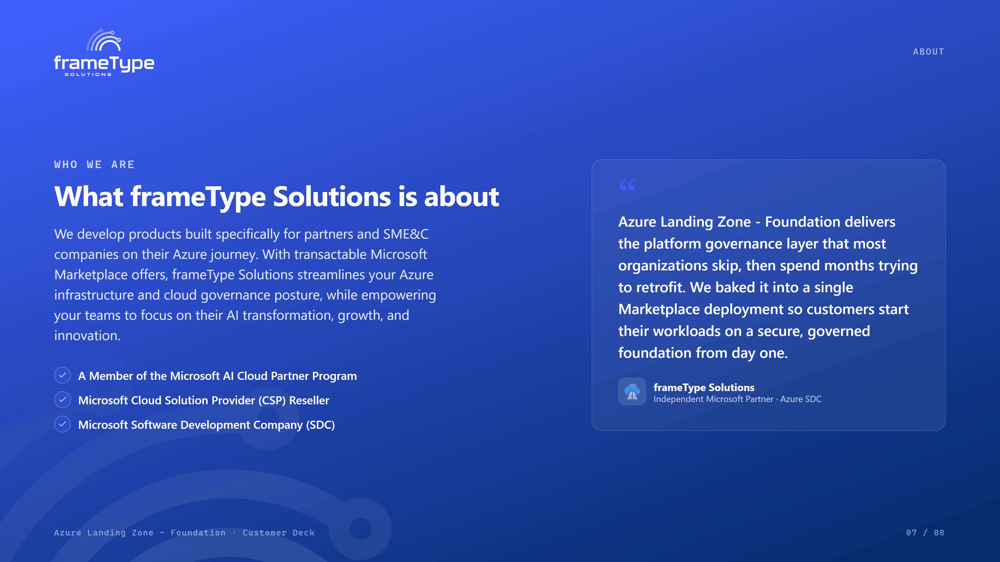 frameType
SOLUTIONS
ABOUT
WHO WE ARE
What frameType Solutions is about
We develop products built specifically for partners and SME&C
companies on their Azure journey. With transactable Microsoft
Marketplace offers, frameType Solutions streamlines your Azure
infrastructure and cloud governance posture, while empowering
your teams to focus on their AI transformation, growth, and
innovation.
A Member of the Microsoft AI Cloud Partner Program
Microsoft Cloud Solution Provider (CSP) Reseller
Microsoft Software Development Company (SDC)
“
Azure Landing Zone - Foundation delivers
the platform governance layer that most
organizations skip, then spend months trying
to retrofit. We baked it into a single
Marketplace deployment so customers start
their workloads on a secure, governed
foundation from day one.
frameType Solutions
Independent Microsoft Partner · Azure SDC
Azure Landing Zone – Foundation · Customer Deck
07 / 08